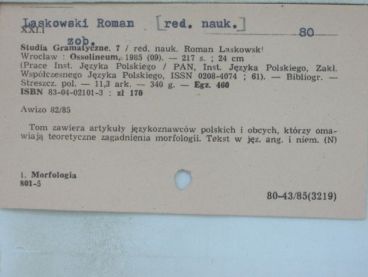 Laskowski Roman [red. nauk.]
XXI.1 80
zob.
Studia Gramatyczne. 7 / red. nauk. Roman Laskowski
Wrocław : Ossolineum, 1985 (09). — 217 s. ; 24 cm
(Prace Inst. Języka Polskiego / PAN, Inst. Języka Polskiego, Zakł.
Współczesnego Języka Polskiego, ISSN 0208-4074 ; 61). — Bibliogr. —
Streszcz. pol. — 11,3 ark. — 340 g. — Egz. 460
ISBN 83-04-02101-3 : zł 170
Awizo 82/85
Tom zawiera artykuły językoznawców polskich i obcych, którzy oma-
wiają teoretyczne zagadnienia morfologii. Tekst w jęz. ang. i niem. (N)
1. Morfologia
801-5
80-43/85(3219)